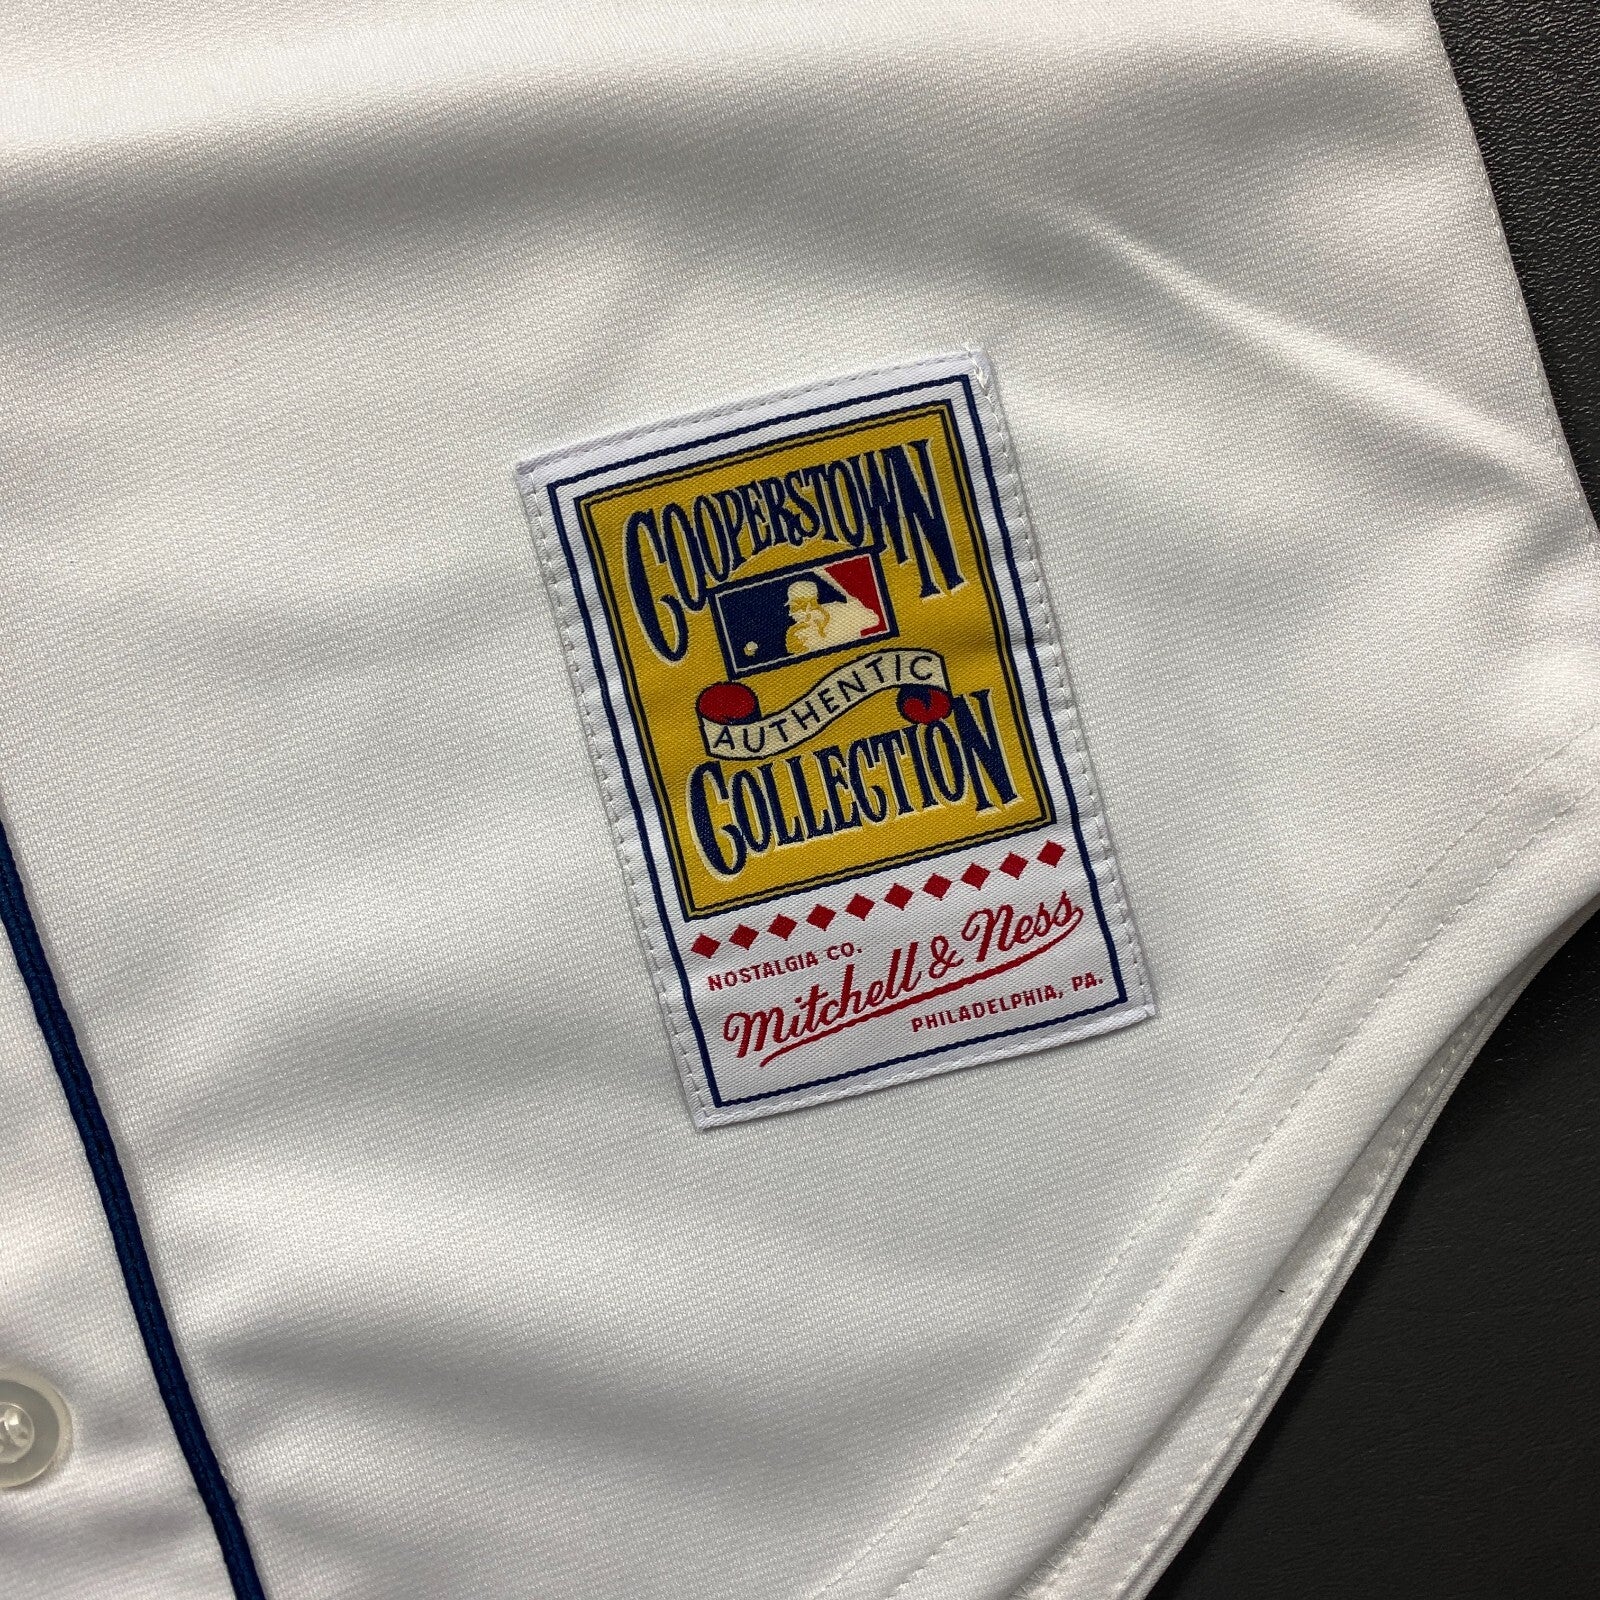 COOPERSTOWN
AUTHENTIC
COLLECTION
NOSTALGIA CO.
Mitchell & Ness
PHILADELPHIA, PA.